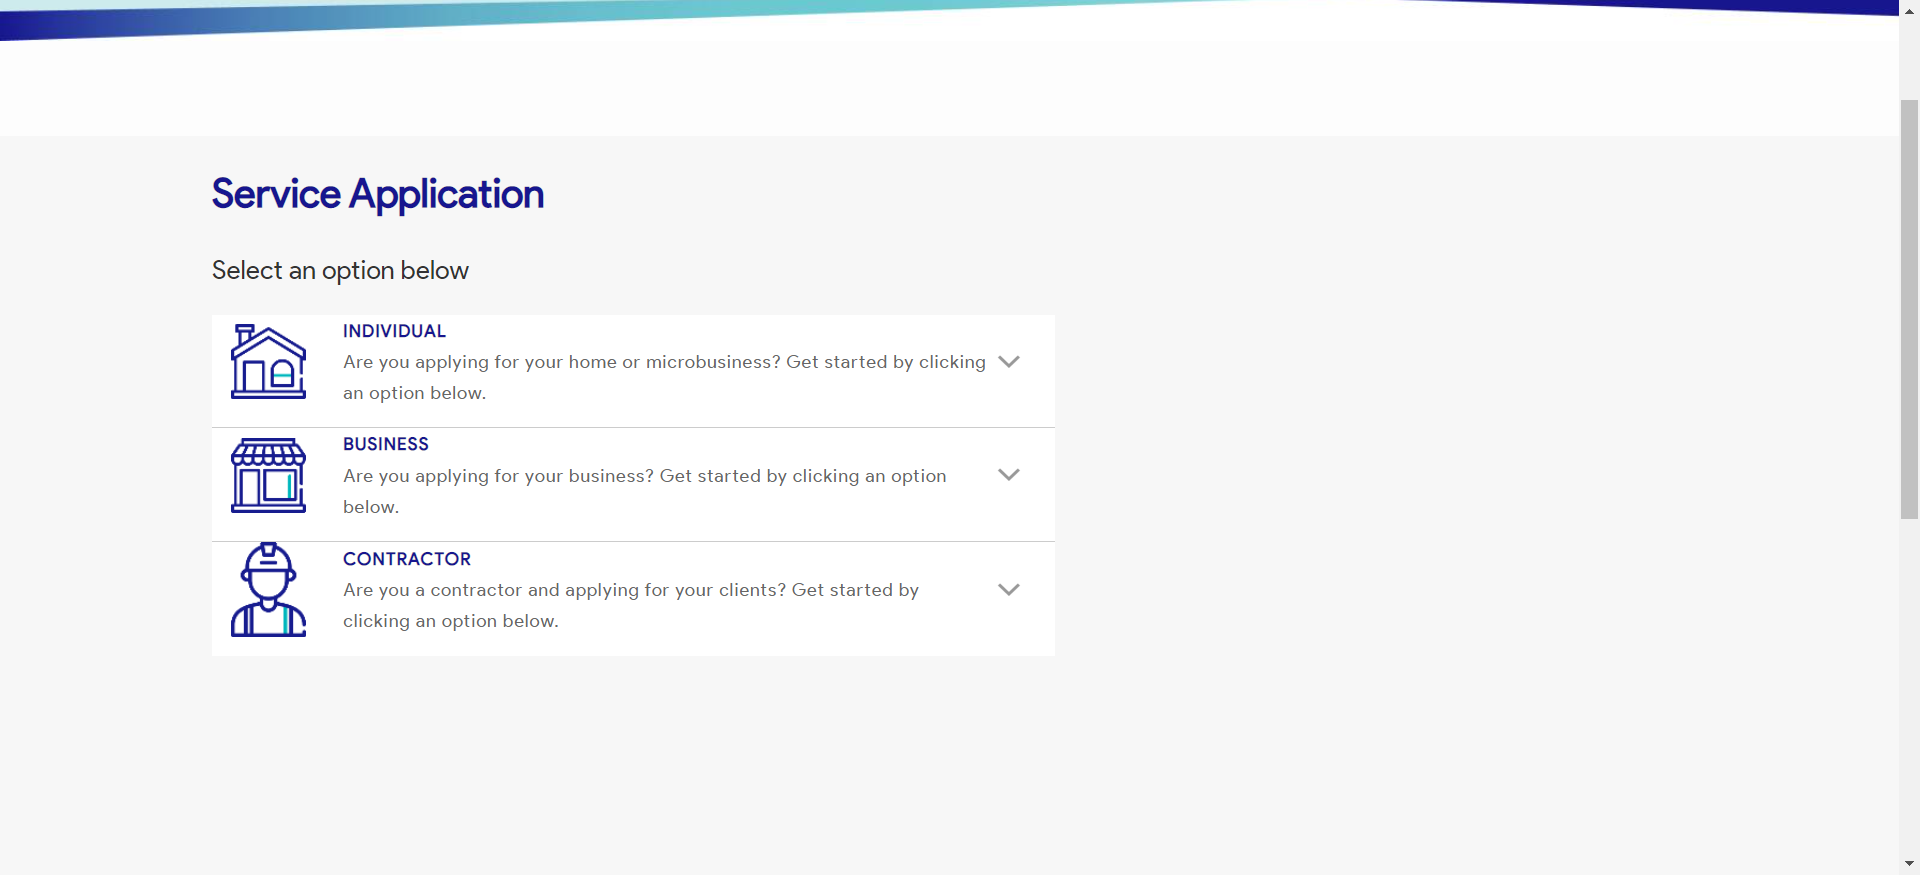 Service Application
Select an option below
INDIVIDUAL
Are you applying for your home or microbusiness? Get started by clicking
an option below.
BUSINESS
Are you applying for your business? Get started by clicking an option
below.
CONTRACTOR
Are you a contractor and applying for your clients? Get started by
clicking an option below.